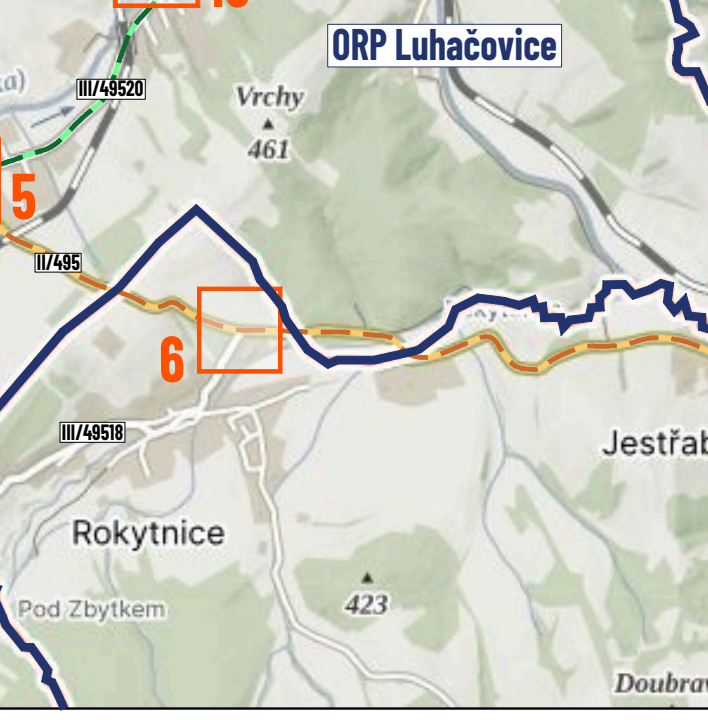 ORP Luhačovice
III/49520
Vrchy
461
5
II/495
6
III/49518
Jestřab
Rokytnice
423
Pod Zbytkem
Doubrav